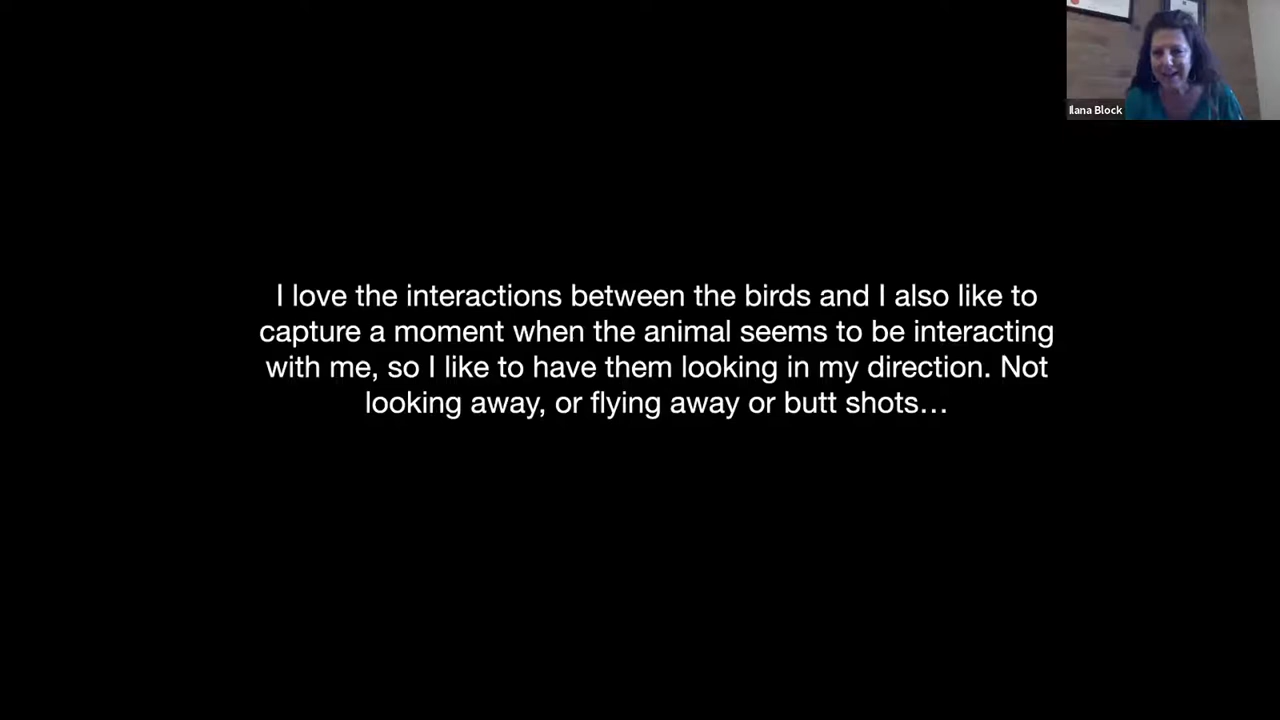 Ilana Block
I love the interactions between the birds and I also like to
capture a moment when the animal seems to be interacting
with me, so I like to have them looking in my direction. Not
looking away, or flying away or butt shots…